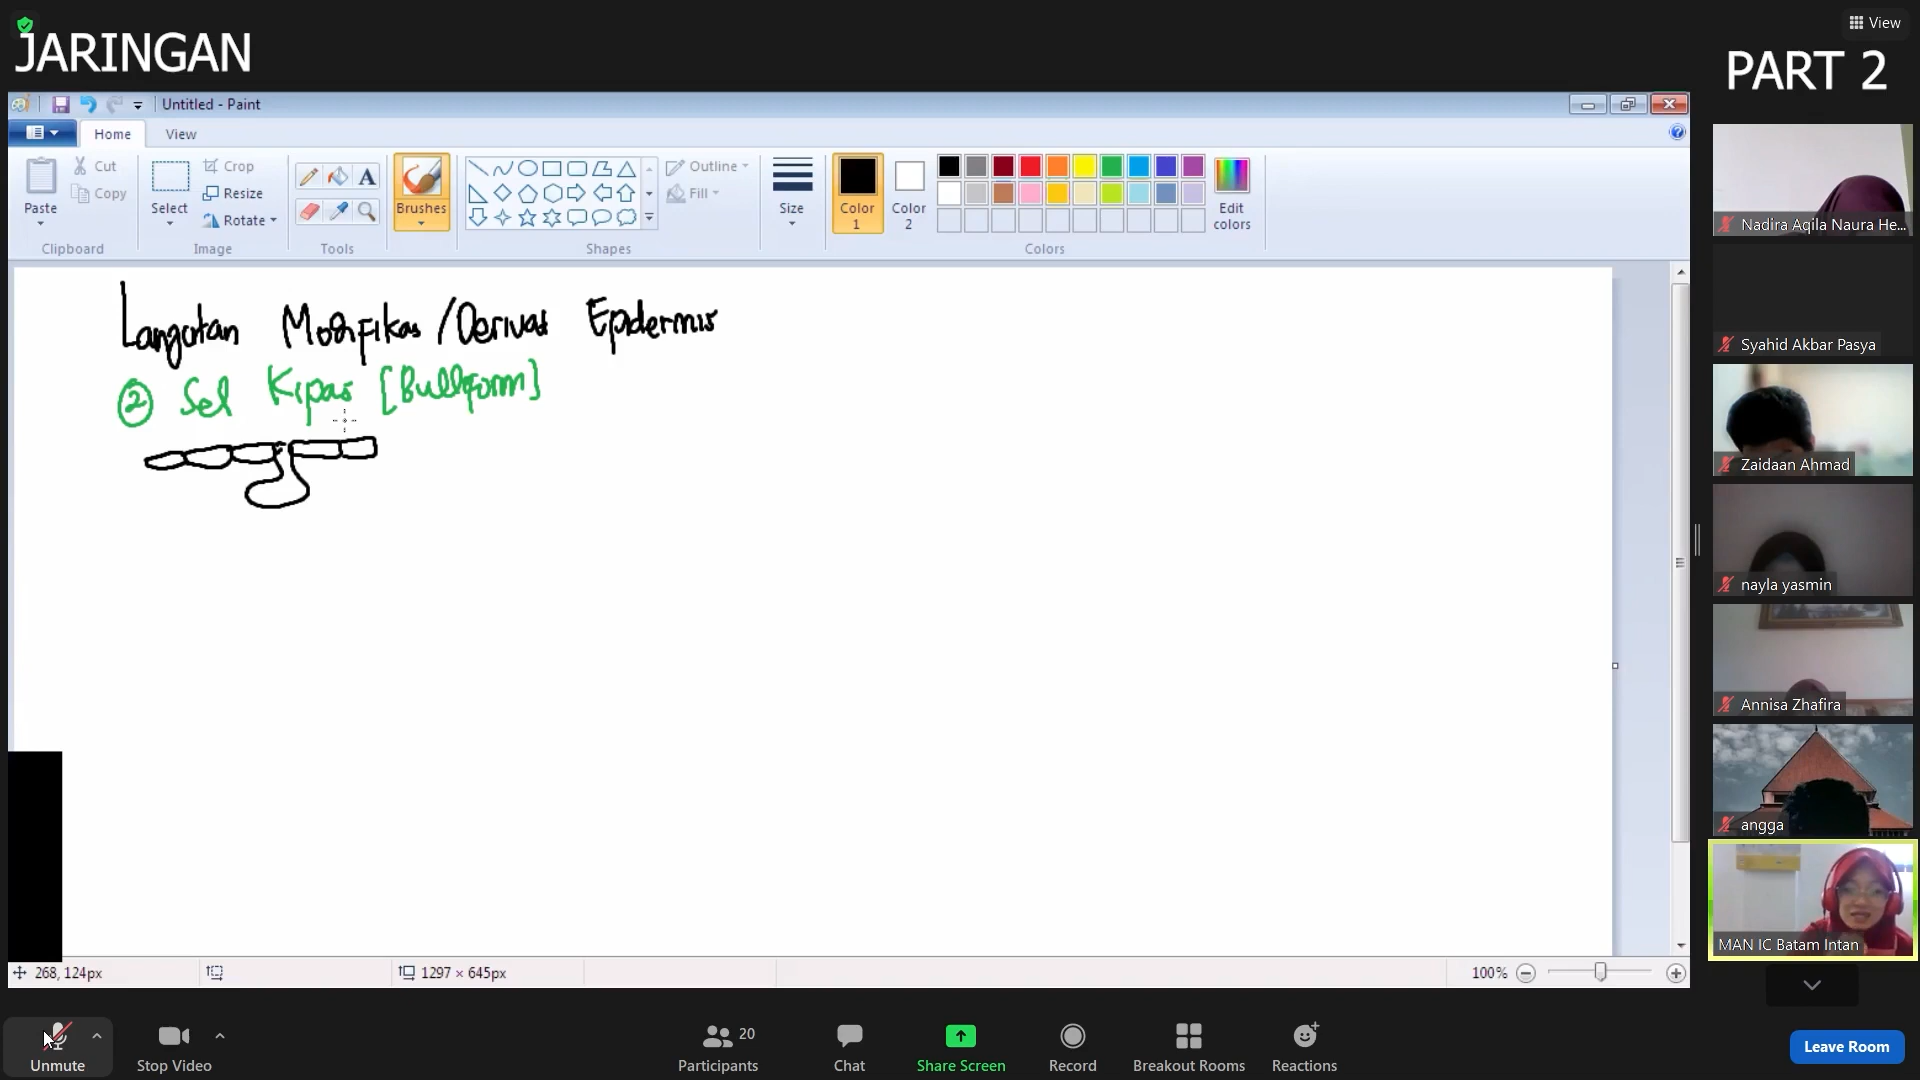 View
JARINGAN
PART 2
Untitled - Paint
Home
View
Cut
Copy
Paste
Clipboard
Crop
Resize
Rotate
Select
Image
Tools
Brushes
Shapes
Outline
Fill
Size
Color 1
Color 2
Edit colors
Colors
Langutan Modifikasi/Derivat Epidermis
② Sel Kipas [Bulliform]
268, 124px
1297 × 645px
100%
Nadira Aqila Naura He...
Syahid Akbar Pasya
Zaidaan Ahmad
nayla yasmin
Annisa Zhafira
angga
MAN IC Batam Intan
Unmute
Stop Video
Participants
20
Chat
Share Screen
Record
Breakout Rooms
Reactions
Leave Room